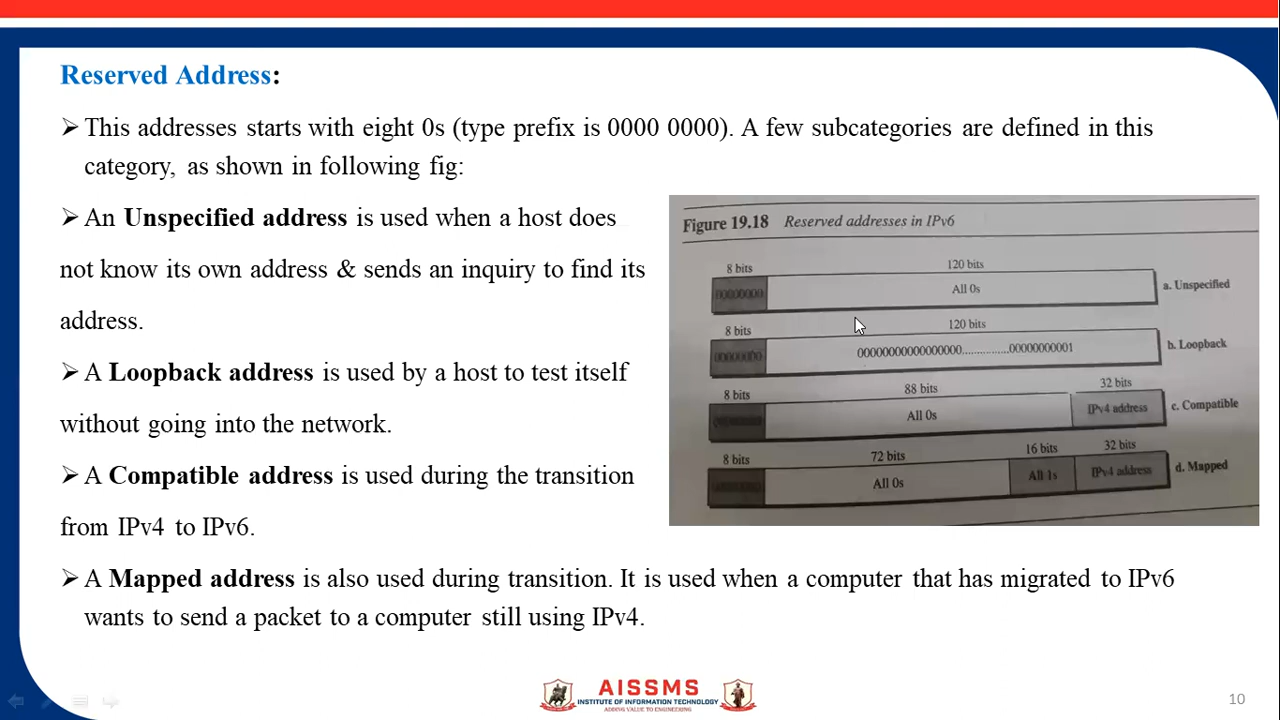 Reserved Address:
➢ This addresses starts with eight 0s (type prefix is 0000 0000). A few subcategories are defined in this
category, as shown in following fig:
➢ An Unspecified address is used when a host does
not know its own address & sends an inquiry to find its
address.
➢ A Loopback address is used by a host to test itself
without going into the network.
➢ A Compatible address is used during the transition
from IPv4 to IPv6.
➢ A Mapped address is also used during transition. It is used when a computer that has migrated to IPv6
wants to send a packet to a computer still using IPv4.
Figure 19.18 Reserved addresses in IPv6
8 bits 120 bits
00000000 All 0s a. Unspecified
8 bits 120 bits
00000000 00000000000000000..............00000000001 b. Loopback
8 bits 88 bits 32 bits
All 0s IPv4 address c. Compatible
8 bits 72 bits 16 bits 32 bits
All 0s All 1s IPv4 address d. Mapped
AISSMS
INSTITUTE OF INFORMATION TECHNOLOGY
ADDING VALUE TO ENGINEERING
10